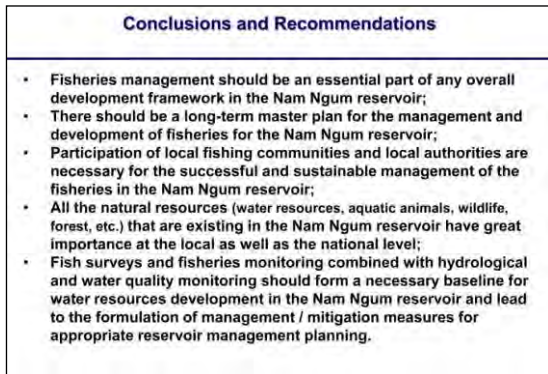 Conclusions and Recommendations
▪ Fisheries management should be an essential part of any overall
development framework in the Nam Ngum reservoir;
▪ There should be a long-term master plan for the management and
development of fisheries for the Nam Ngum reservoir;
▪ Participation of local fishing communities and local authorities are
necessary for the successful and sustainable management of the
fisheries in the Nam Ngum reservoir;
▪ All the natural resources (water resources, aquatic animals, wildlife,
forest, etc.) that are existing in the Nam Ngum reservoir have great
importance at the local as well as the national level;
▪ Fish surveys and fisheries monitoring combined with hydrological
and water quality monitoring should form a necessary baseline for
water resources development in the Nam Ngum reservoir and lead
to the formulation of management / mitigation measures for
appropriate reservoir management planning.